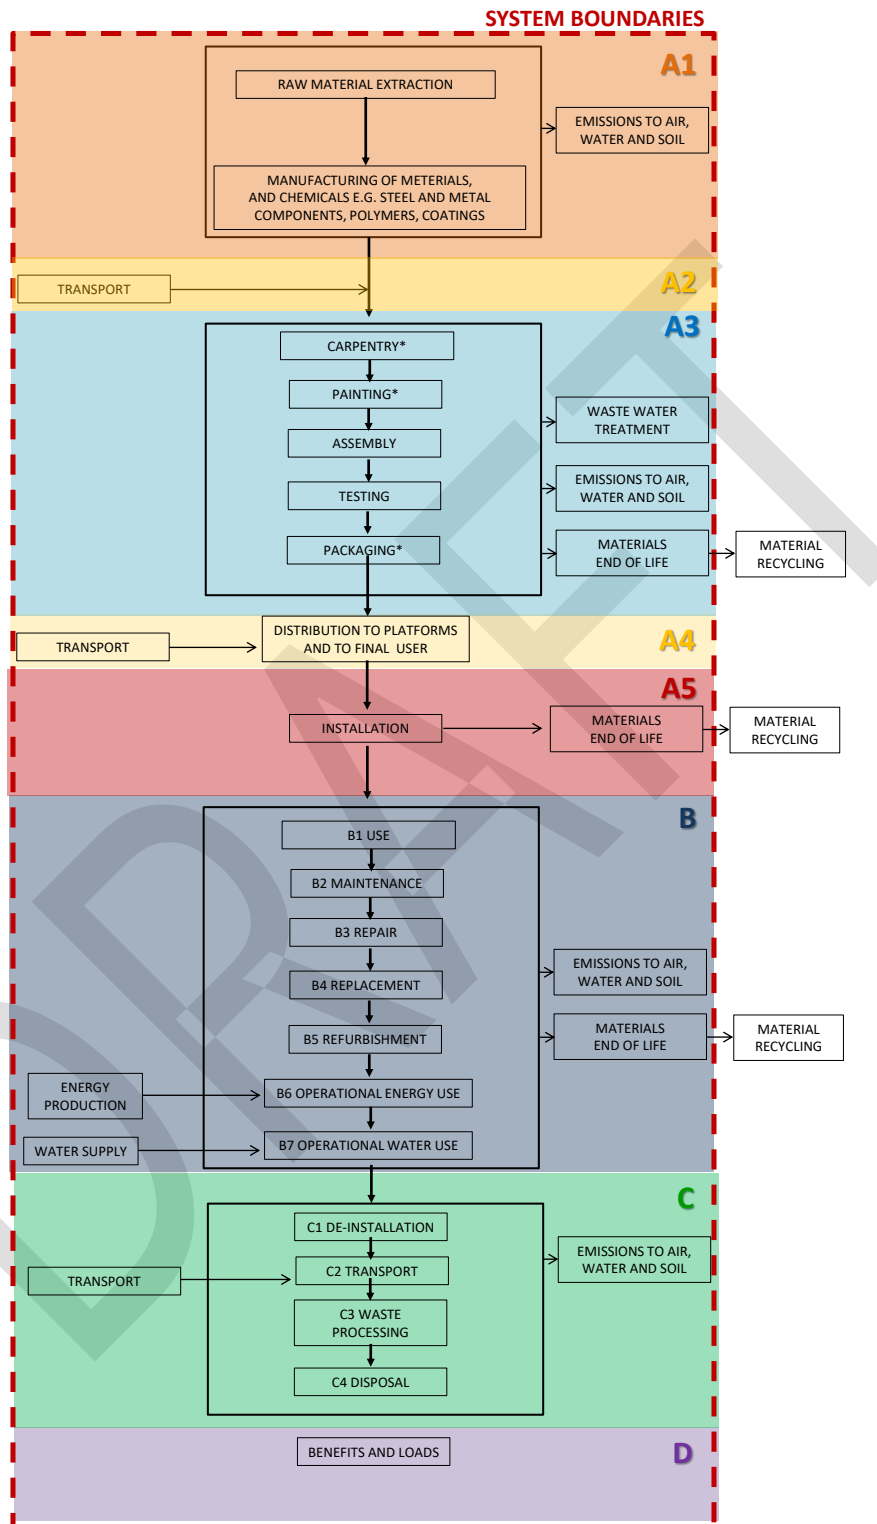 SYSTEM BOUNDARIES
A1
RAW MATERIAL EXTRACTION
EMISSIONS TO AIR,
WATER AND SOIL
MANUFACTURING OF METERIALS,
AND CHEMICALS E.G. STEEL AND METAL
COMPONENTS, POLYMERS, COATINGS
A2
TRANSPORT
A3
CARPENTRY*
PAINTING*
WASTE WATER
TREATMENT
ASSEMBLY
TESTING
EMISSIONS TO AIR,
WATER AND SOIL
PACKAGING*
MATERIALS
END OF LIFE
MATERIAL
RECYCLING
A4
TRANSPORT
DISTRIBUTION TO PLATFORMS
AND TO FINAL USER
A5
INSTALLATION
MATERIALS
END OF LIFE
MATERIAL
RECYCLING
B
B1 USE
B2 MAINTENANCE
B3 REPAIR
B4 REPLACEMENT
EMISSIONS TO AIR,
WATER AND SOIL
B5 REFURBISHMENT
MATERIALS
END OF LIFE
MATERIAL
RECYCLING
ENERGY
PRODUCTION
B6 OPERATIONAL ENERGY USE
WATER SUPPLY
B7 OPERATIONAL WATER USE
C
C1 DE-INSTALLATION
EMISSIONS TO AIR,
WATER AND SOIL
TRANSPORT
C2 TRANSPORT
C3 WASTE
PROCESSING
C4 DISPOSAL
D
BENEFITS AND LOADS
DRAFT